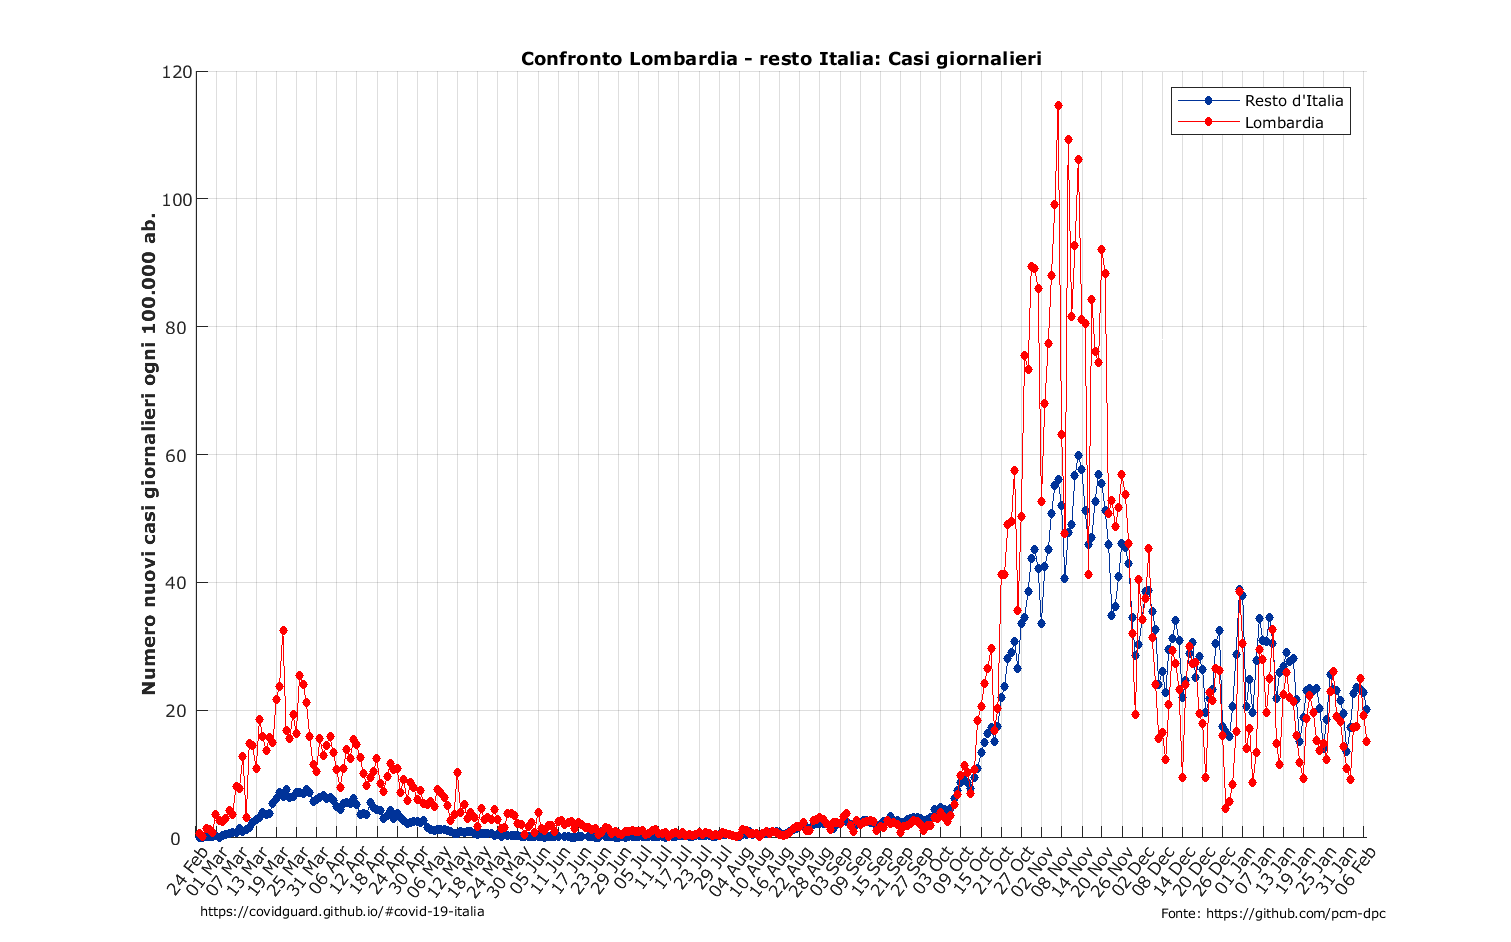 Confronto Lombardia - resto Italia: Casi giornalieri
Numero nuovi casi giornalieri ogni 100.000 ab.
120
100
80
60
40
20
0
Resto d'Italia
Lombardia
24 Feb
01 Mar
07 Mar
13 Mar
19 Mar
25 Mar
31 Mar
06 Apr
12 Apr
18 Apr
24 Apr
30 Apr
06 May
12 May
18 May
24 May
30 May
05 Jun
11 Jun
17 Jun
23 Jun
29 Jun
05 Jul
11 Jul
17 Jul
23 Jul
29 Jul
04 Aug
10 Aug
16 Aug
22 Aug
28 Aug
03 Sep
09 Sep
15 Sep
21 Sep
27 Sep
03 Oct
09 Oct
15 Oct
21 Oct
27 Oct
02 Nov
08 Nov
14 Nov
20 Nov
26 Nov
02 Dec
08 Dec
14 Dec
20 Dec
26 Dec
01 Jan
07 Jan
13 Jan
19 Jan
25 Jan
31 Jan
06 Feb
https://covidguard.github.io/#covid-19-italia
Fonte: https://github.com/pcm-dpc